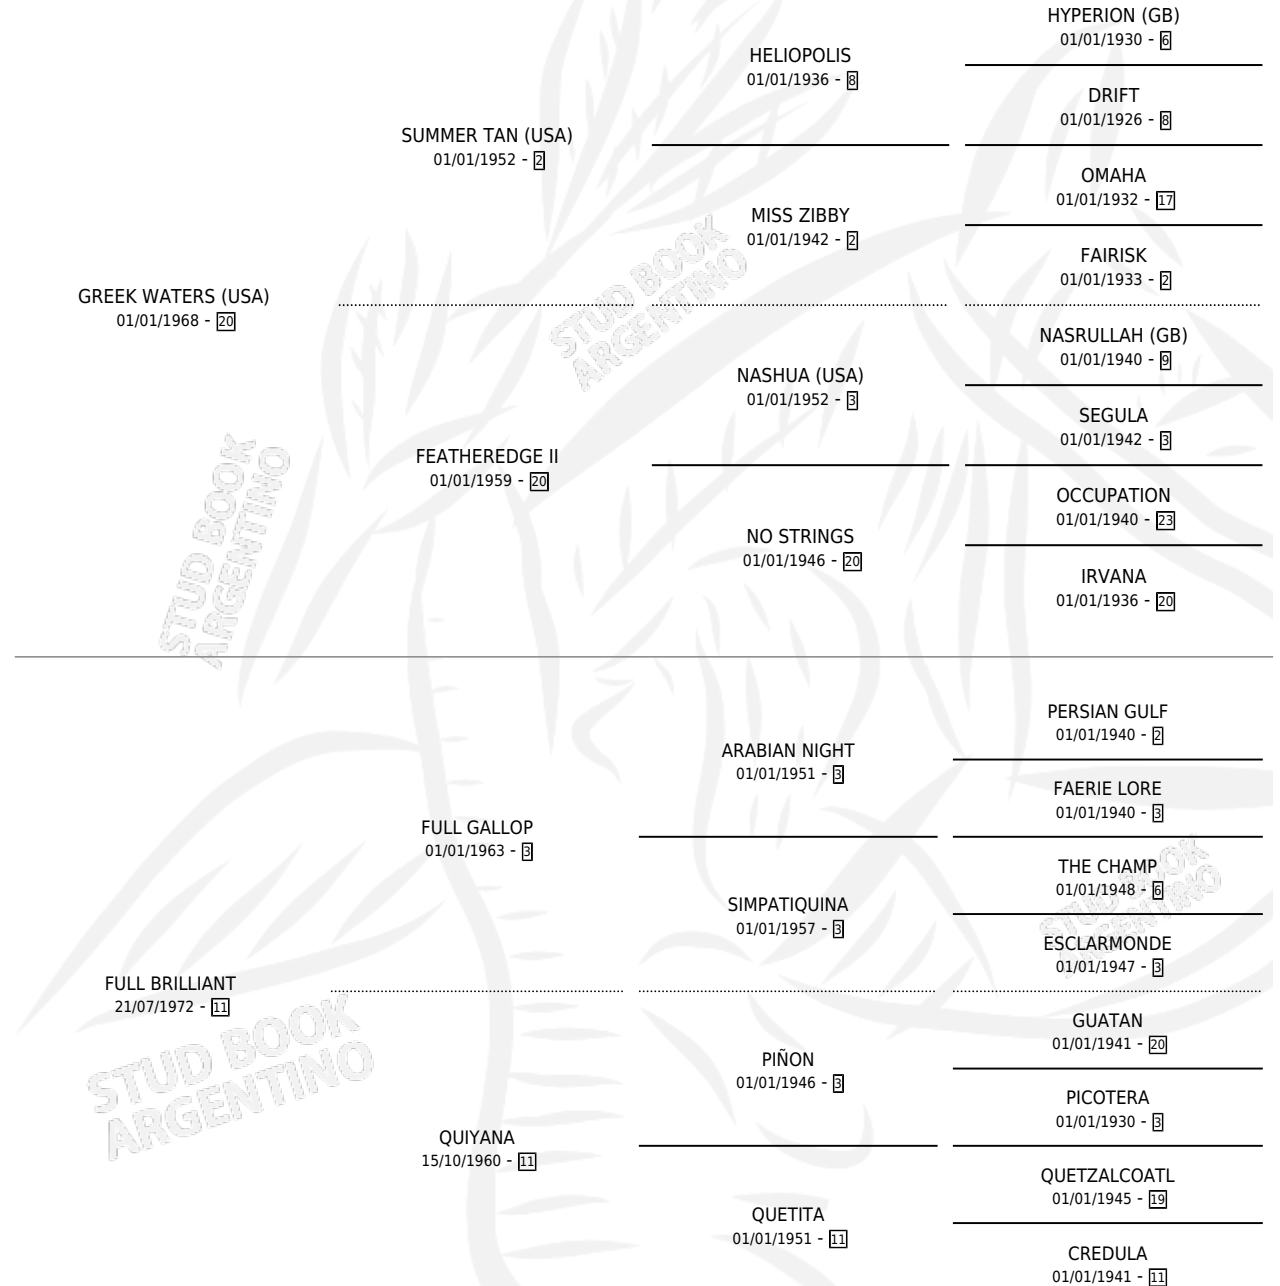 HYPERION (GB)
01/01/1930 - 6
HELIOPOLIS
01/01/1936 - 8
DRIFT
01/01/1926 - 8
SUMMER TAN (USA)
01/01/1952 - 2
OMAHA
01/01/1932 - 17
MISS ZIBBY
01/01/1942 - 2
FAIRISK
01/01/1933 - 2
GREEK WATERS (USA)
01/01/1968 - 20
NASRULLAH (GB)
01/01/1940 - 9
NASHUA (USA)
01/01/1952 - 3
SEGULA
01/01/1942 - 3
FEATHEREDGE II
01/01/1959 - 20
OCCUPATION
01/01/1940 - 23
NO STRINGS
01/01/1946 - 20
IRVANA
01/01/1936 - 20
PERSIAN GULF
01/01/1940 - 2
ARABIAN NIGHT
01/01/1951 - 3
FAERIE LORE
01/01/1940 - 3
FULL GALLOP
01/01/1963 - 3
THE CHAMP
01/01/1948 - 6
SIMPATIQUINA
01/01/1957 - 3
ESCLARMONDE
01/01/1947 - 3
FULL BRILLIANT
21/07/1972 - 11
GUATAN
01/01/1941 - 20
PIÑON
01/01/1946 - 3
PICOTERA
01/01/1930 - 3
QUIYANA
15/10/1960 - 11
QUETZALCOATL
01/01/1945 - 19
QUETITA
01/01/1951 - 11
CREDULA
01/01/1941 - 11
STUD BOOK
ARGENTINO
STUD BOOK
ARGENTINO
STUD BOOK
ARGENTINO
STUD BOOK
ARGENTINO